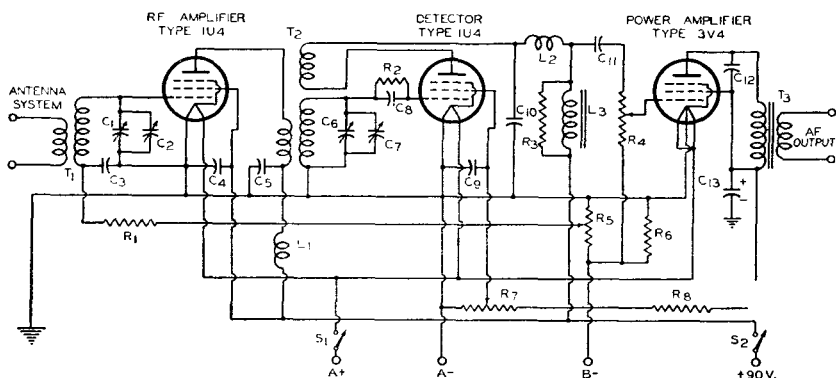 RF AMPLIFIER
TYPE 1U4
DETECTOR
TYPE 1U4
POWER AMPLIFIER
TYPE 3V4
ANTENNA
SYSTEM
T1
C1
C2
C3
R1
C4
C5
L1
T2
C6
C7
R2
C8
C9
C10
L2
R3
L3
C11
R4
R5
R6
R7
R8
C12
C13
+
-
T3
AF
OUTPUT
S1
A+
A-
B-
S2
+90V.